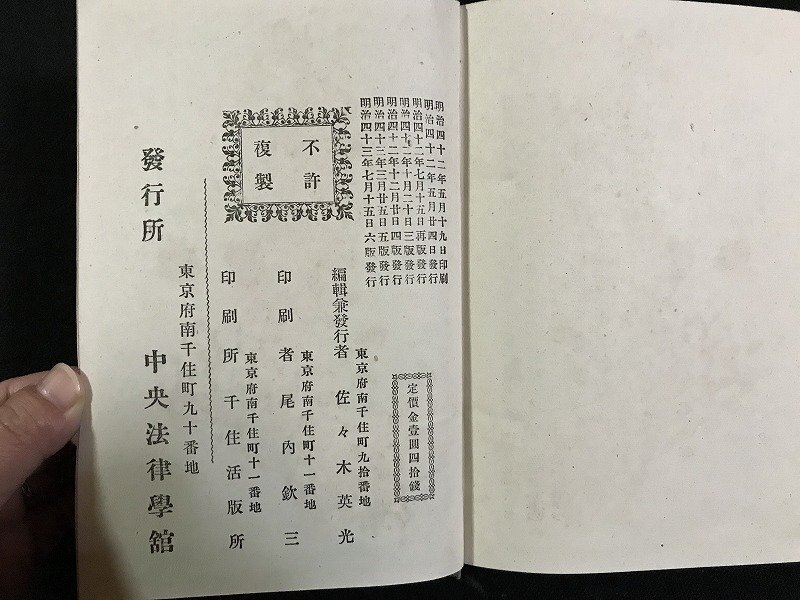 明治四十二年五月十九日印刷
明治四十二年五月廿四日發行
明治四十二年七月十五日再版發行
明治四十二年十月二十日三版發行
明治四十二年十二月廿日四版發行
明治四十三年三月廿五日五版發行
明治四十三年七月十五日六版發行
定價金壹圓四拾錢
不許
複製
東京府南千住町九拾番地
編輯兼發行者 佐々木英光
東京府南千住町十一番地
印刷者 尾內欽三
東京府南千住町十一番地
印刷所 千住活版所
東京府南千住町九十番地
發行所 中央法律學館